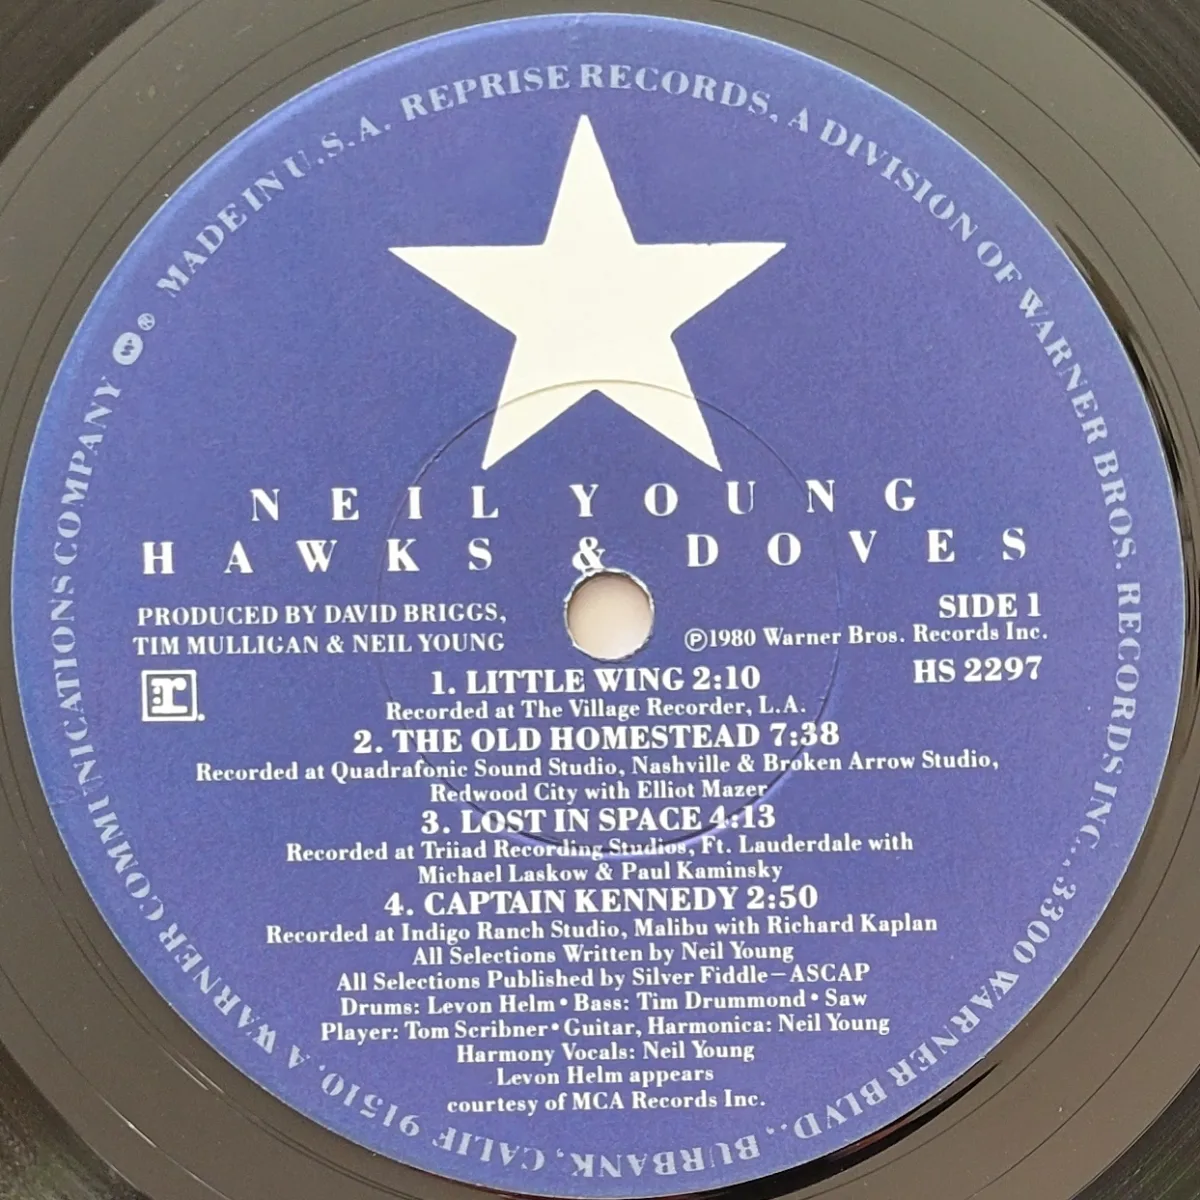 MADE IN U.S.A. REPRISE RECORDS, A DIVISION OF WARNER BROS. RECORDS INC., 3300 WARNER BLVD., BURBANK, CALIF 91510. A WARNER COMMUNICATIONS COMPANY ®
NEIL YOUNG
HAWKS & DOVES
PRODUCED BY DAVID BRIGGS,
TIM MULLIGAN & NEIL YOUNG
SIDE 1
℗1980 Warner Bros. Records Inc.
HS 2297
r
1. LITTLE WING 2:10
Recorded at The Village Recorder, L.A.
2. THE OLD HOMESTEAD 7:38
Recorded at Quadrafonic Sound Studio, Nashville & Broken Arrow Studio,
Redwood City with Elliot Mazer
3. LOST IN SPACE 4:13
Recorded at Triiad Recording Studios, Ft. Lauderdale with
Michael Laskow & Paul Kaminsky
4. CAPTAIN KENNEDY 2:50
Recorded at Indigo Ranch Studio, Malibu with Richard Kaplan
All Selections Written by Neil Young
All Selections Published by Silver Fiddle—ASCAP
Drums: Levon Helm • Bass: Tim Drummond • Saw
Player: Tom Scribner • Guitar, Harmonica: Neil Young
Harmony Vocals: Neil Young
Levon Helm appears
courtesy of MCA Records Inc.